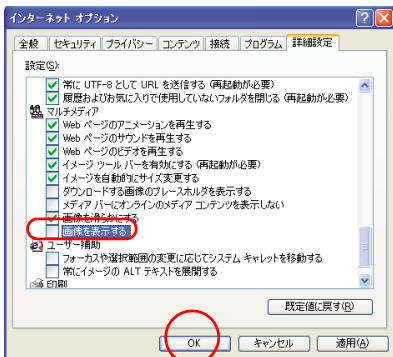 インターネット オプション
全般 セキュリティ プライバシー コンテンツ 接続 プログラム 詳細設定
設定(S):
常に UTF-8 として URL を送信する (再起動が必要)
履歴およびお気に入りで使用していないフォルダを閉じる (再起動が必要)
マルチメディア
Web ページのアニメーションを再生する
Web ページのサウンドを再生する
Web ページのビデオを再生する
イメージ ツール バーを有効にする (再起動が必要)
イメージを自動的にサイズ変更する
ダウンロードする画像のプレースホルダを表示する
メディア バーにオンラインのメディア コンテンツを表示しない
画像を滑らかにする
画像を表示する
ユーザー補助
フォーカスや選択範囲の変更に応じてシステム キャレットを移動する
常にイメージの ALT テキストを展開する
印刷
既定値に戻す(R)
OK キャンセル 適用(A)